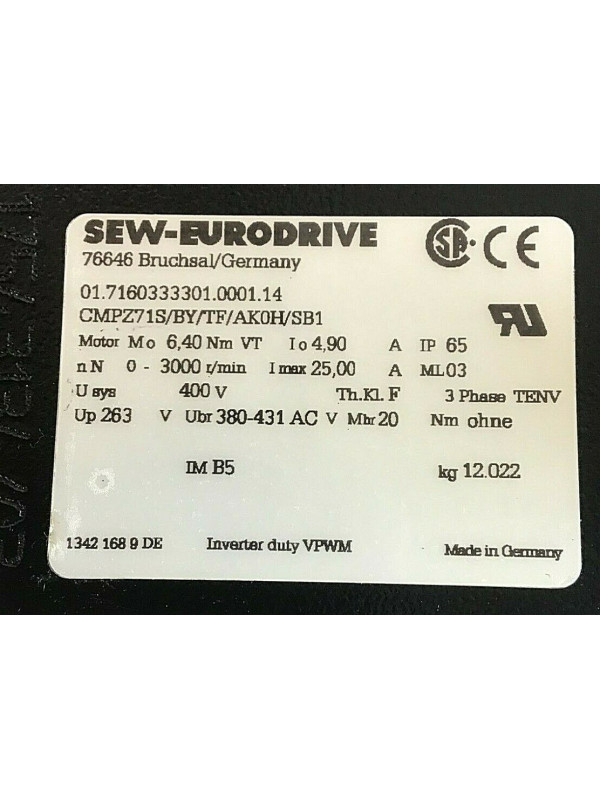 SEW-EURODRIVE
76646 Bruchsal/Germany
01.7160333301.0001.14
CMPZ71S/BY/TF/AK0H/SB1
Motor Mo 6,40 Nm VT Io 4,90 A IP 65
nN 0 - 3000 r/min Imax 25,00 A ML03
Usys 400 V Th.Kl. F 3 Phase TENV
Up 263 V Ubr 380-431 AC V Mbr 20 Nm ohne
IM B5 kg 12.022
1342 168 9 DE Inverter duty VPWM Made in Germany